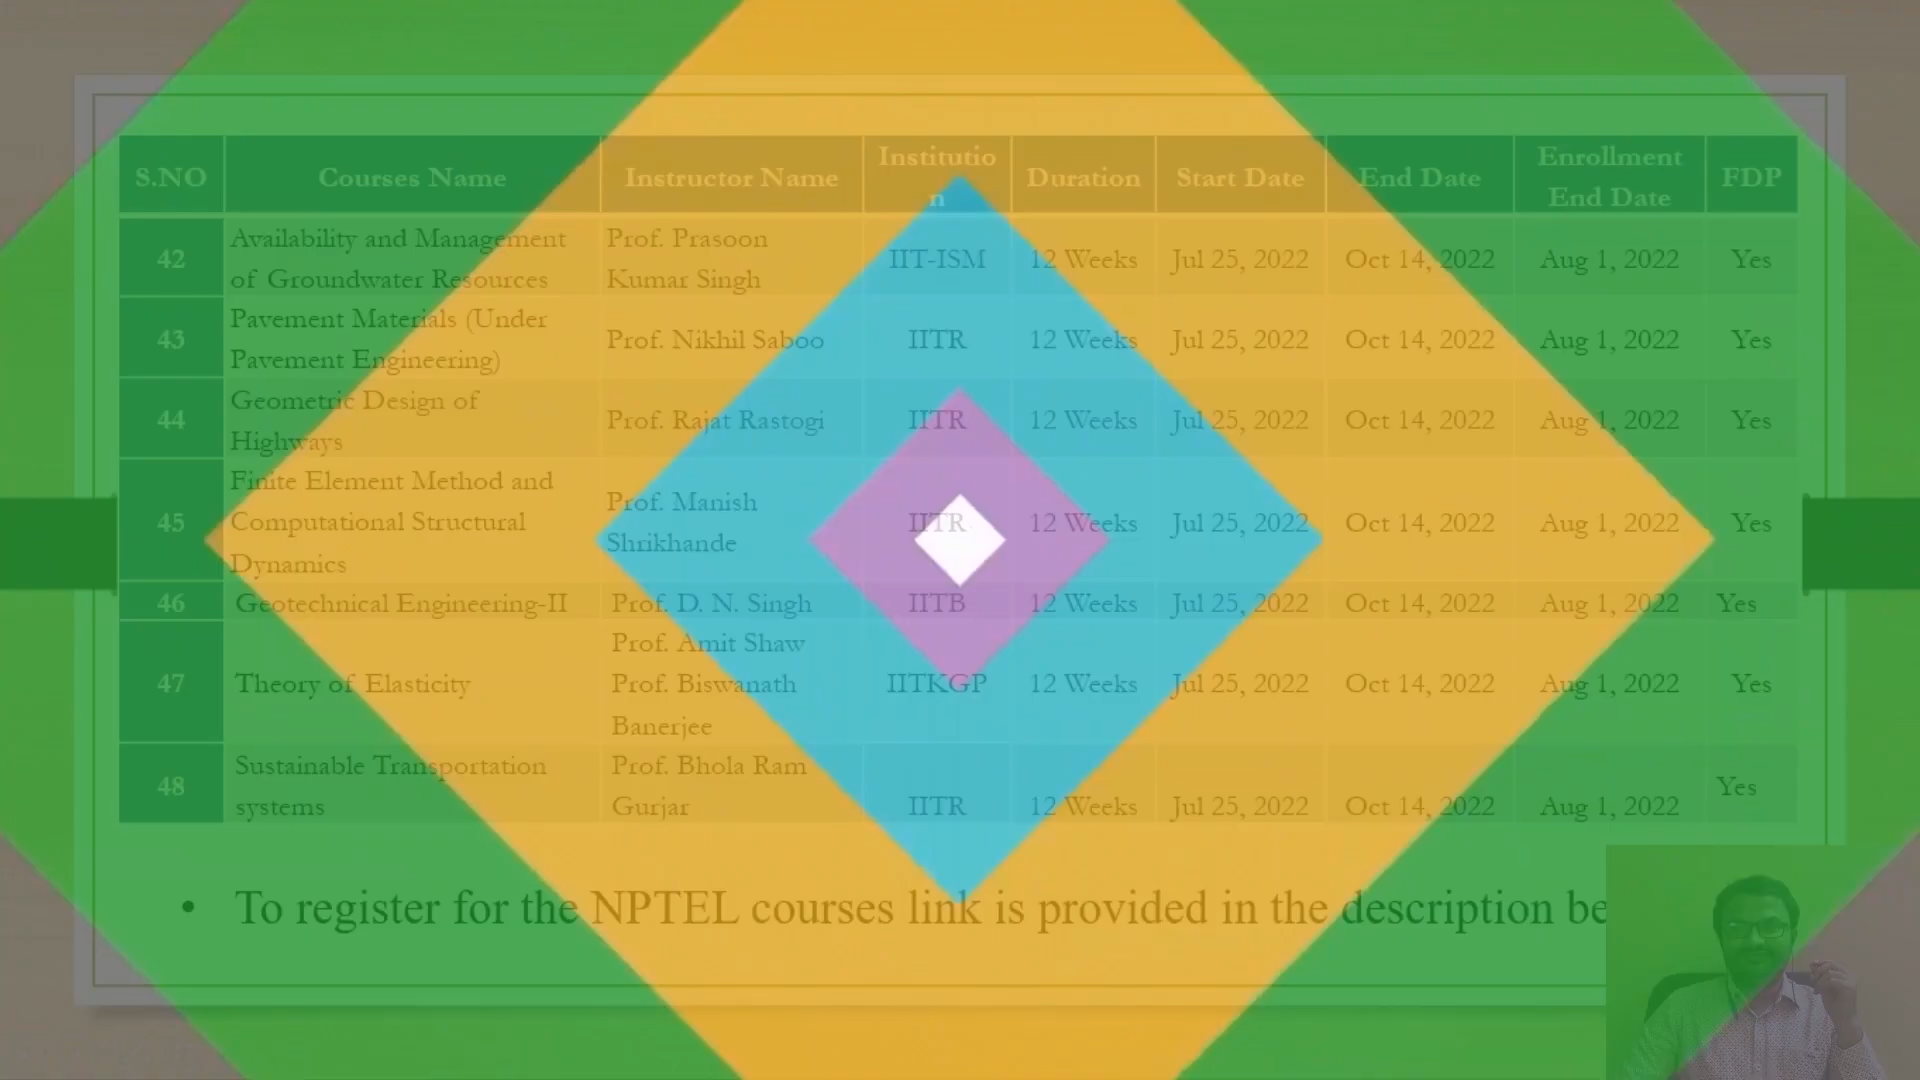 S.NO Courses Name Instructor Name Institutio
n Duration Start Date End Date Enrollment
End Date FDP
42 Availability and Management
of Groundwater Resources Prof. Prasoon
Kumar Singh IIT-ISM 12 Weeks Jul 25, 2022 Oct 14, 2022 Aug 1, 2022 Yes
43 Pavement Materials (Under
Pavement Engineering) Prof. Nikhil Saboo IITR 12 Weeks Jul 25, 2022 Oct 14, 2022 Aug 1, 2022 Yes
44 Geometric Design of
Highways Prof. Rajat Rastogi IITR 12 Weeks Jul 25, 2022 Oct 14, 2022 Aug 1, 2022 Yes
45 Finite Element Method and
Computational Structural
Dynamics Prof. Manish
Shrikhande IITR 12 Weeks Jul 25, 2022 Oct 14, 2022 Aug 1, 2022 Yes
46 Geotechnical Engineering-II Prof. D. N. Singh IITB 12 Weeks Jul 25, 2022 Oct 14, 2022 Aug 1, 2022 Yes
47 Theory of Elasticity Prof. Amit Shaw
Prof. Biswanath
Banerjee IITKGP 12 Weeks Jul 25, 2022 Oct 14, 2022 Aug 1, 2022 Yes
48 Sustainable Transportation
systems Prof. Bhola Ram
Gurjar IITR 12 Weeks Jul 25, 2022 Oct 14, 2022 Aug 1, 2022 Yes
• To register for the NPTEL courses link is provided in the description be